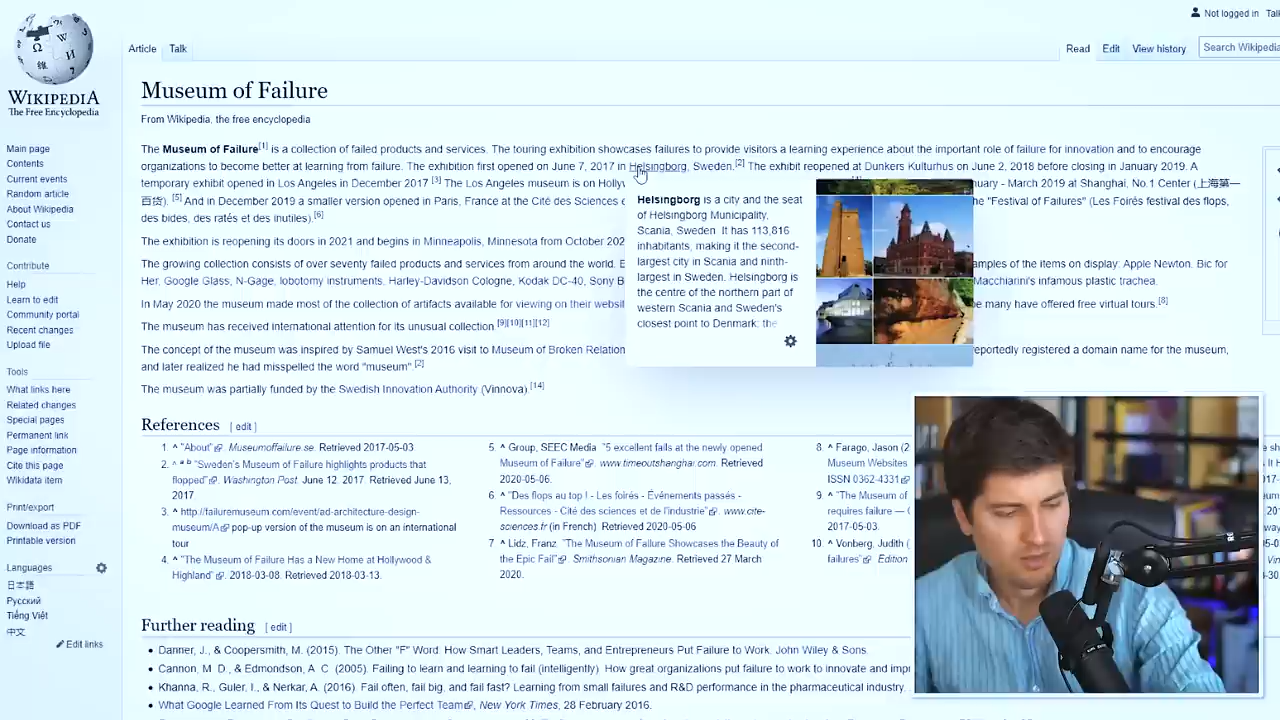 Not logged in
Talk
WIKIPEDIA
The Free Encyclopedia
Article
Talk
Read
Edit
View history
Search Wikipedia
Museum of Failure
From Wikipedia, the free encyclopedia
Main page
Contents
Current events
Random article
About Wikipedia
Contact us
Donate
Contribute
Help
Learn to edit
Community portal
Recent changes
Upload file
Tools
What links here
Related changes
Special pages
Permanent link
Page information
Cite this page
Wikidata item
Print/export
Download as PDF
Printable version
Languages
日本語
Русский
Tiếng Việt
中文
Edit links
The Museum of Failure[1] is a collection of failed products and services. The touring exhibition showcases failures to provide visitors a learning experience about the important role of failure for innovation and to encourage
organizations to become better at learning from failure. The exhibition first opened on June 7, 2017 in Helsingborg, Sweden.[2] The exhibit reopened at Dunkers Kulturhus on June 2, 2018 before closing in January 2019. A
temporary exhibit opened in Los Angeles in December 2017.[3] The Los Angeles museum is on Hollyw
- March 2019 at Shanghai, No.1 Center (上海第一
百货). [5] And in December 2019 a smaller version opened in Paris, France at the Cité des Sciences e
the "Festival of Failures" (Les Foirés festival des flops,
des bides, des ratés et des inutiles).[6]
The exhibition is reopening its doors in 2021 and begins in Minneapolis, Minnesota from October 202
The growing collection consists of over seventy failed products and services from around the world. E
amples of the items on display: Apple Newton, Bic for
Her, Google Glass, N-Gage, lobotomy instruments, Harley-Davidson Cologne, Kodak DC-40, Sony B
Macchiarini's infamous plastic trachea.
In May 2020 the museum made most of the collection of artifacts available for viewing on their websit
many have offered free virtual tours.[8]
The museum has received international attention for its unusual collection.[9][10][11][12]
The concept of the museum was inspired by Samuel West's 2016 visit to Museum of Broken Relation
reportedly registered a domain name for the museum,
and later realized he had misspelled the word "museum".[2]
The museum was partially funded by the Swedish Innovation Authority (Vinnova).[14]
Helsingborg is a city and the seat
of Helsingborg Municipality,
Scania, Sweden. It has 113,816
inhabitants, making it the second-
largest city in Scania and ninth-
largest in Sweden. Helsingborg is
the centre of the northern part of
western Scania and Sweden's
closest point to Denmark: the
References [ edit ]
1. ^ "About". Museumoffailure.se. Retrieved 2017-05-03.
2. ^ a b "Sweden's Museum of Failure highlights products that
flopped". Washington Post. June 12, 2017. Retrieved June 13,
2017.
3. ^ http://failuremuseum.com/event/ad-architecture-design-
museum/A pop-up version of the museum is on an international
tour
4. ^ "The Museum of Failure Has a New Home at Hollywood &
Highland". 2018-03-08. Retrieved 2018-03-13.
5. ^ Group, SEEC Media. "5 excellent fails at the newly opened
Museum of Failure". www.timeoutshanghai.com. Retrieved
2020-05-06.
6. ^ "Des flops au top ! - Les foirés - Événements passés -
Ressources - Cité des sciences et de l'industrie". www.cite-
sciences.fr (in French). Retrieved 2020-05-06.
7. ^ Lidz, Franz. "The Museum of Failure Showcases the Beauty of
the Epic Fail". Smithsonian Magazine. Retrieved 27 March
2020.
8. ^ Farago, Jason (2
Museum Websites
ISSN 0362-4331
9. ^ "The Museum of
requires failure — C
2017-05-03.
10. ^ Vonberg, Judith (
failures". Edition
Further reading [ edit ]
• Danner, J., & Coopersmith, M. (2015). The Other "F" Word: How Smart Leaders, Teams, and Entrepreneurs Put Failure to Work. John Wiley & Sons.
• Cannon, M. D., & Edmondson, A. C. (2005). Failing to learn and learning to fail (intelligently): How great organizations put failure to work to innovate and impr
• Khanna, R., Guler, I., & Nerkar, A. (2016). Fail often, fail big, and fail fast? Learning from small failures and R&D performance in the pharmaceutical industry.
• What Google Learned From Its Quest to Build the Perfect Team, New York Times, 28 February 2016.